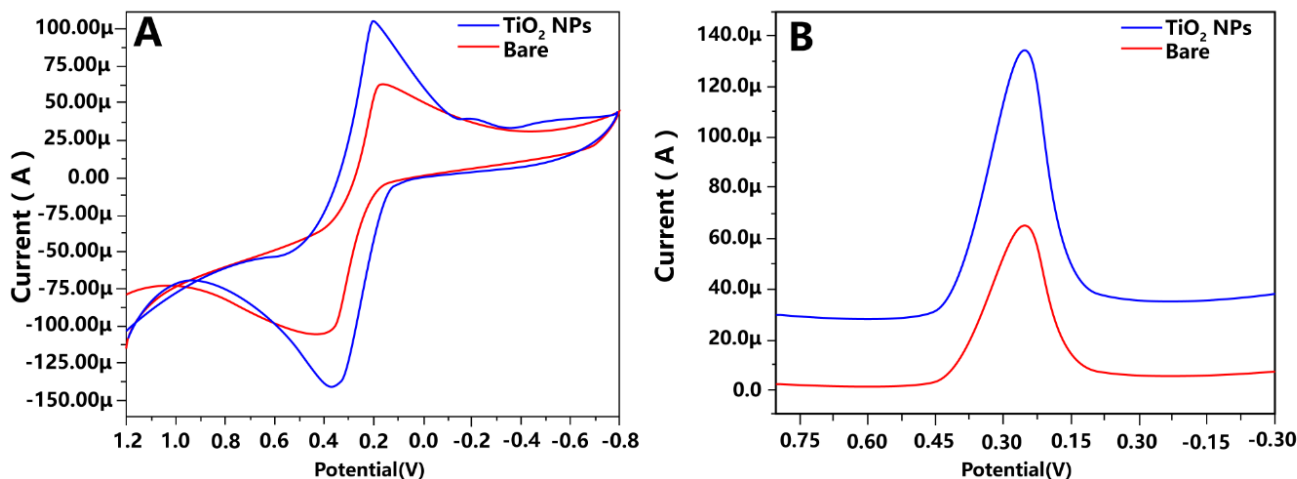 A
TiO2 NPs
Bare
100.00µ
75.00µ
50.00µ
25.00µ
0.00
-25.00µ
-50.00µ
-75.00µ
-100.00µ
-125.00µ
-150.00µ
Current ( A )
1.2 1.0 0.8 0.6 0.4 0.2 0.0 -0.2 -0.4 -0.6 -0.8
Potential(V)
B
TiO2 NPs
Bare
140.0µ
120.0µ
100.0µ
80.0µ
60.0µ
40.0µ
20.0µ
0.0
Current ( A )
0.75 0.60 0.45 0.30 0.15 0.30 -0.15 -0.30
Potential(V)